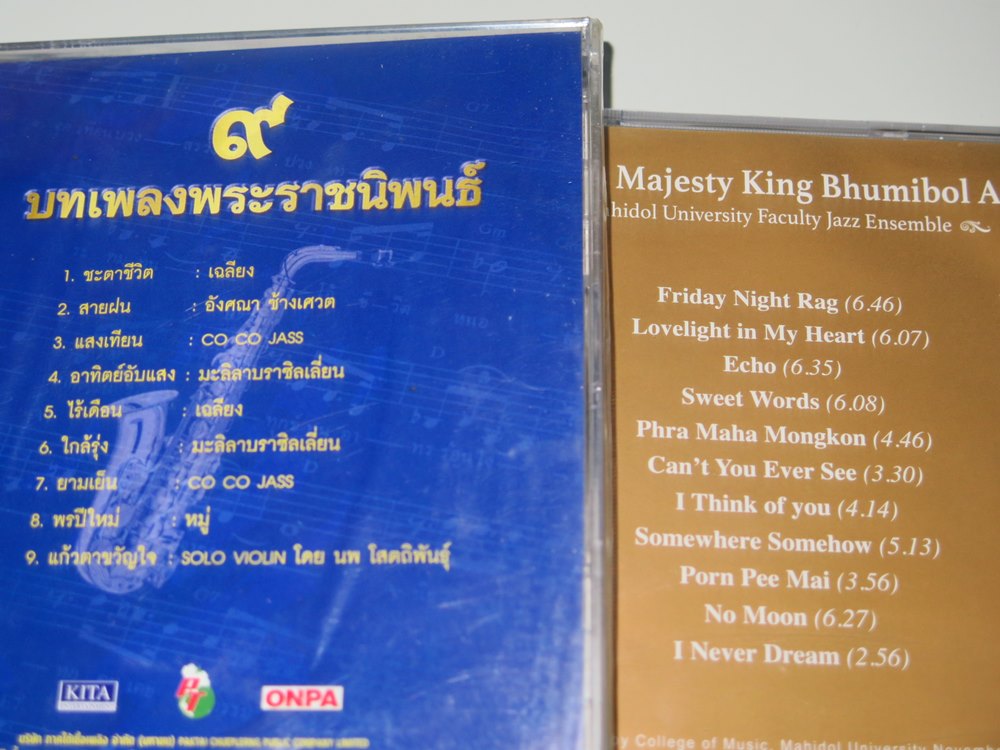 ๙
บทเพลงพระราชนิพนธ์
1. ชะตาชีวิต : เฉลียง
2. สายฝน : อังศณา ช้างเศวต
3. แสงเทียน : CO CO JASS
4. อาทิตย์อับแสง : มะลิลาบราซิลเลี่ยน
5. ไร้เดือน : เฉลียง
6. ใกล้รุ่ง : มะลิลาบราซิลเลี่ยน
7. ยามเย็น : CO CO JASS
8. พรปีใหม่ : หมู่
9. แก้วตาขวัญใจ : SOLO VIOLIN โดย นพ โสตถิพันธุ์
KITA
PT
ONPA
Majesty King Bhumibol A
hidol University Faculty Jazz Ensemble
Friday Night Rag (6.46)
Lovelight in My Heart (6.07)
Echo (6.35)
Sweet Words (6.08)
Phra Maha Mongkon (4.46)
Can't You Ever See (3.30)
I Think of you (4.14)
Somewhere Somehow (5.13)
Porn Pee Mai (3.56)
No Moon (6.27)
I Never Dream (2.56)
by College of Music, Mahidol University